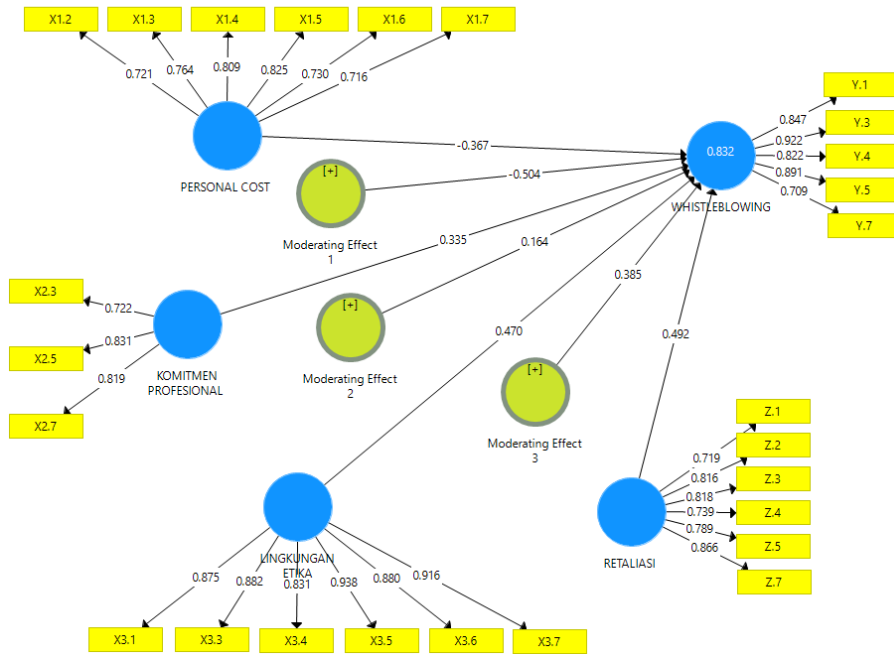 X1.2
X1.3
X1.4
X1.5
X1.6
X1.7
0.721
0.764
0.809
0.825
0.730
0.716
PERSONAL COST
-0.367
[+]
Moderating Effect
1
-0.504
0.832
WHISTLEBLOWING
Y.1
Y.3
Y.4
Y.5
Y.7
0.847
0.922
0.822
0.891
0.709
X2.3
X2.5
X2.7
0.722
0.831
0.819
KOMITMEN
PROFESIONAL
0.335
[+]
Moderating Effect
2
0.164
0.470
[+]
Moderating Effect
3
0.385
0.492
LINGKUNGAN
ETIKA
0.875
0.882
0.831
0.938
0.880
0.916
X3.1
X3.3
X3.4
X3.5
X3.6
X3.7
RETALIASI
0.719
0.816
0.818
0.739
0.789
0.866
Z.1
Z.2
Z.3
Z.4
Z.5
Z.7